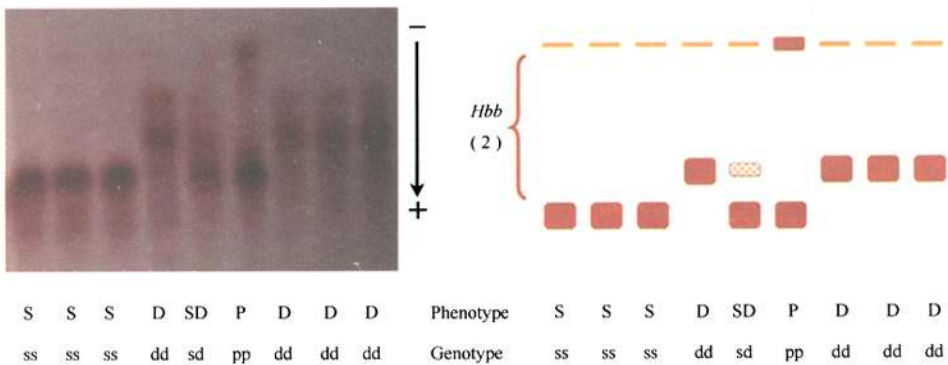 −
Hbb
( 2 )
+
S S S D SD P D D D Phenotype S S S D SD P D D D
ss ss ss dd sd pp dd dd dd Genotype ss ss ss dd sd pp dd dd dd